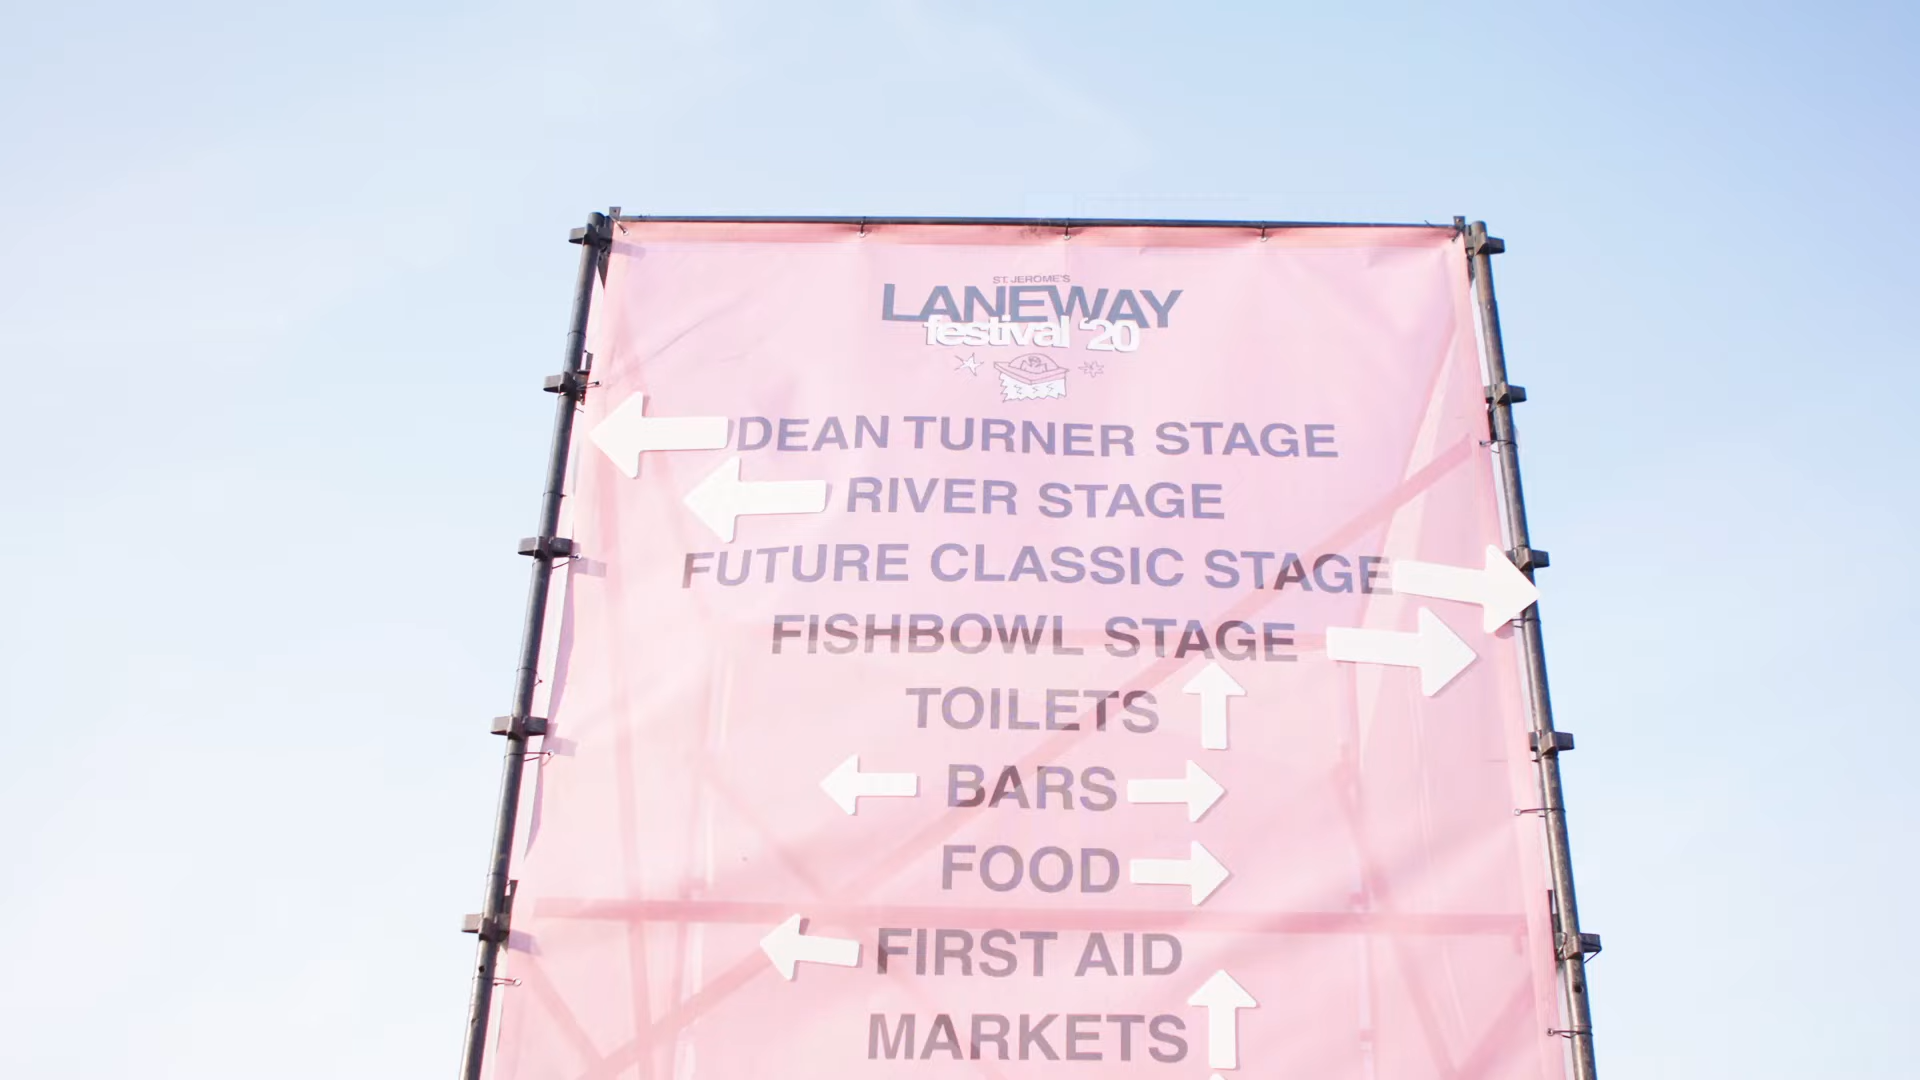 ST. JEROME'S
LANEWAY
festival '20
DEAN TURNER STAGE
RIVER STAGE
FUTURE CLASSIC STAGE
FISHBOWL STAGE
TOILETS
BARS
FOOD
FIRST AID
MARKETS